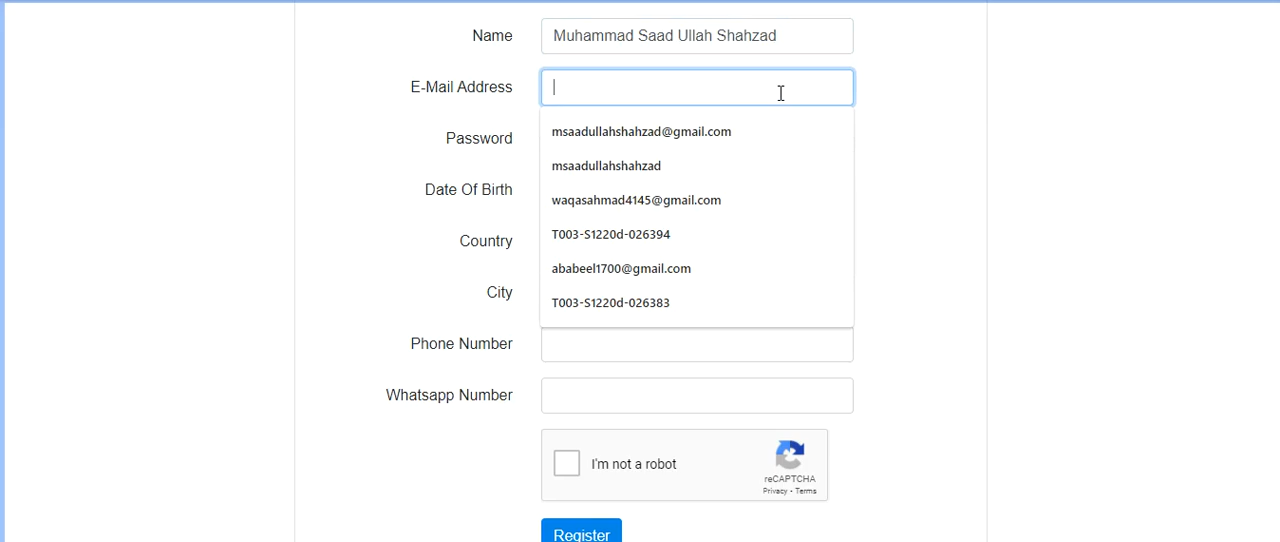 Name Muhammad Saad Ullah Shahzad
E-Mail Address
msaadullahshahzad@gmail.com
Password
msaadullahshahzad
Date Of Birth
waqasahmad4145@gmail.com
T003-S1220d-026394
Country
ababeel1700@gmail.com
City
T003-S1220d-026383
Phone Number
Whatsapp Number
I'm not a robot
reCAPTCHA
Privacy - Terms
Register